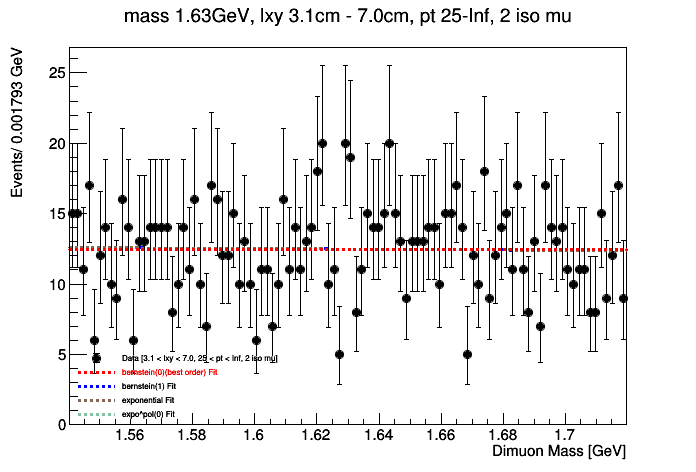 mass 1.63GeV, lxy 3.1cm - 7.0cm, pt 25-Inf, 2 iso mu
Events/ 0.001793 GeV
25
20
15
10
5
0
Data [3.1 < lxy < 7.0, 25 < pt < Inf, 2 iso mu]
bernstein(0)(best order) Fit
bernstein(1) Fit
exponential Fit
expo*pol(0) Fit
1.56 1.58 1.6 1.62 1.64 1.66 1.68 1.7
Dimuon Mass [GeV]